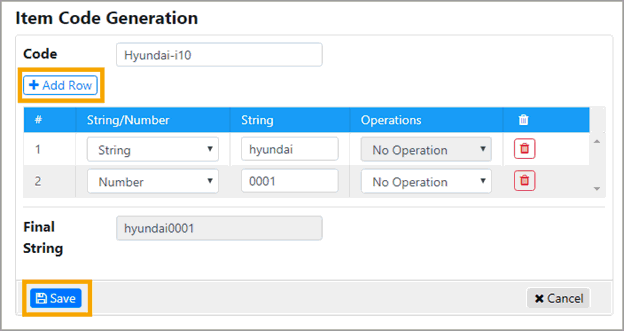 Item Code Generation
Code Hyundai-i10
+ Add Row
# String/Number String Operations
1 String hyundai No Operation
2 Number 0001 No Operation
Final hyundai0001
String
Save Cancel